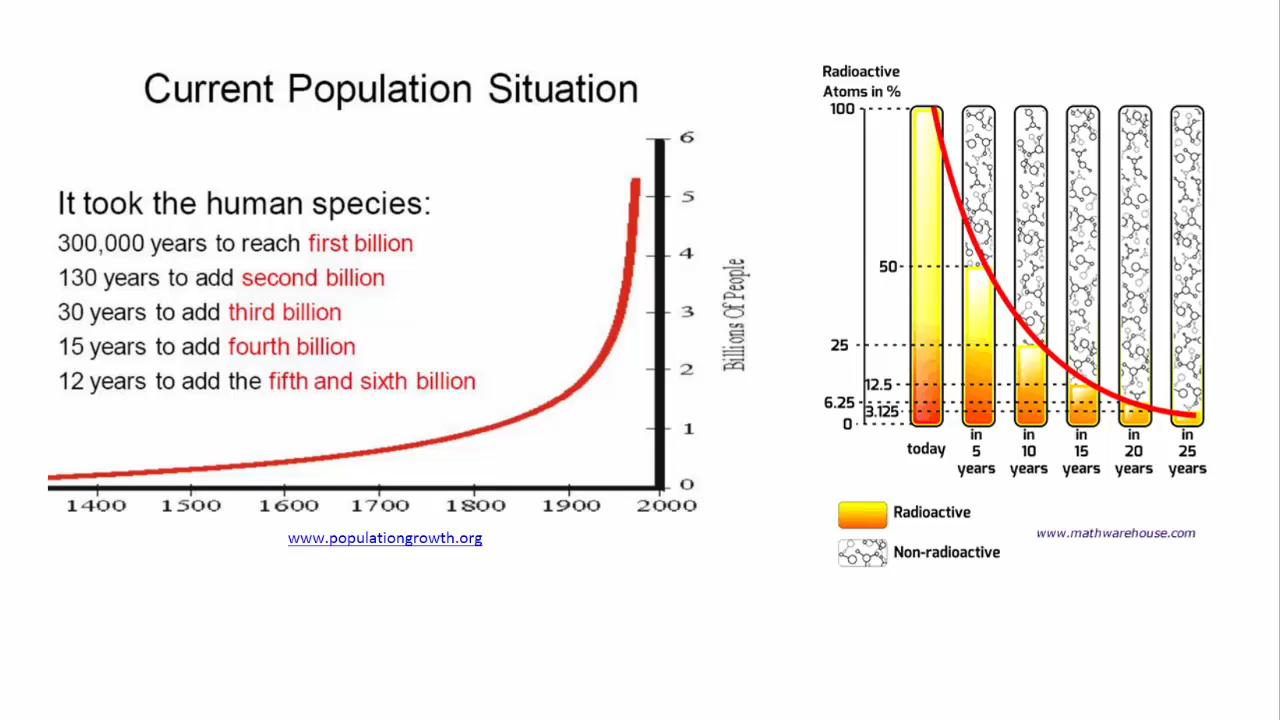 Current Population Situation
It took the human species:
300,000 years to reach first billion
130 years to add second billion
30 years to add third billion
15 years to add fourth billion
12 years to add the fifth and sixth billion
6
5
4
3
2
1
0
Billions Of People
1400 1500 1600 1700 1800 1900 2000
www.populationgrowth.org
Radioactive
Atoms in %
100
50
25
12.5
6.25
3.125
0
today
in
5
years
in
10
years
in
15
years
in
20
years
in
25
years
Radioactive
Non-radioactive
www.mathwarehouse.com